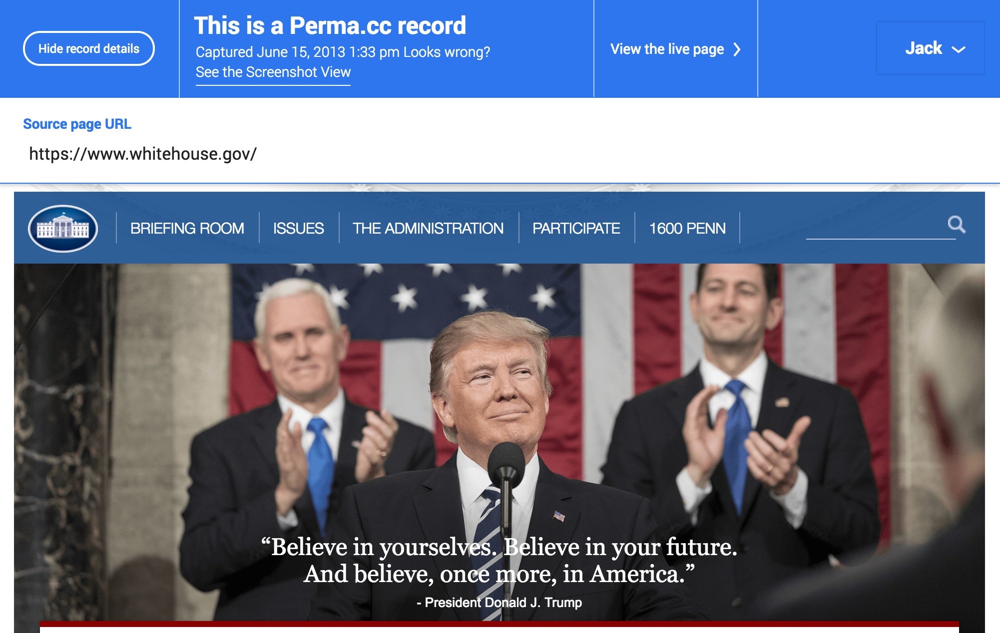 Hide record details
This is a Perma.cc record
Captured June 15, 2013 1:33 pm Looks wrong?
See the Screenshot View
View the live page
Jack
Source page URL
https://www.whitehouse.gov/
BRIEFING ROOM
ISSUES
THE ADMINISTRATION
PARTICIPATE
1600 PENN
“Believe in yourselves. Believe in your future.
And believe, once more, in America.”
- President Donald J. Trump